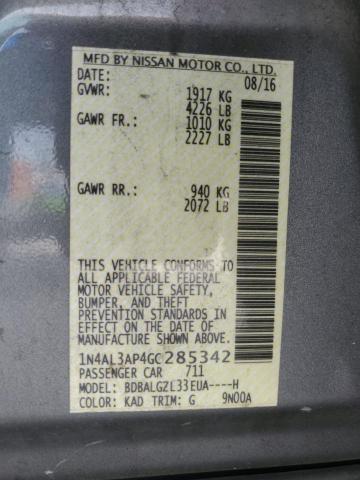 MFD BY NISSAN MOTOR CO., LTD.
DATE: 08/16
GVWR: 1917 KG
4226 LB
GAWR FR: 1010 KG
2227 LB
GAWR RR: 940 KG
2072 LB
THIS VEHICLE CONFORMS TO
ALL APPLICABLE FEDERAL
MOTOR VEHICLE SAFETY,
BUMPER, AND THEFT
PREVENTION STANDARDS IN
EFFECT ON THE DATE OF
MANUFACTURE SHOWN ABOVE.
1N4AL3AP4GC285342
PASSENGER CAR 711
MODEL: BDBALGZL33EUA----H
COLOR: KAD TRIM: G 9N00A